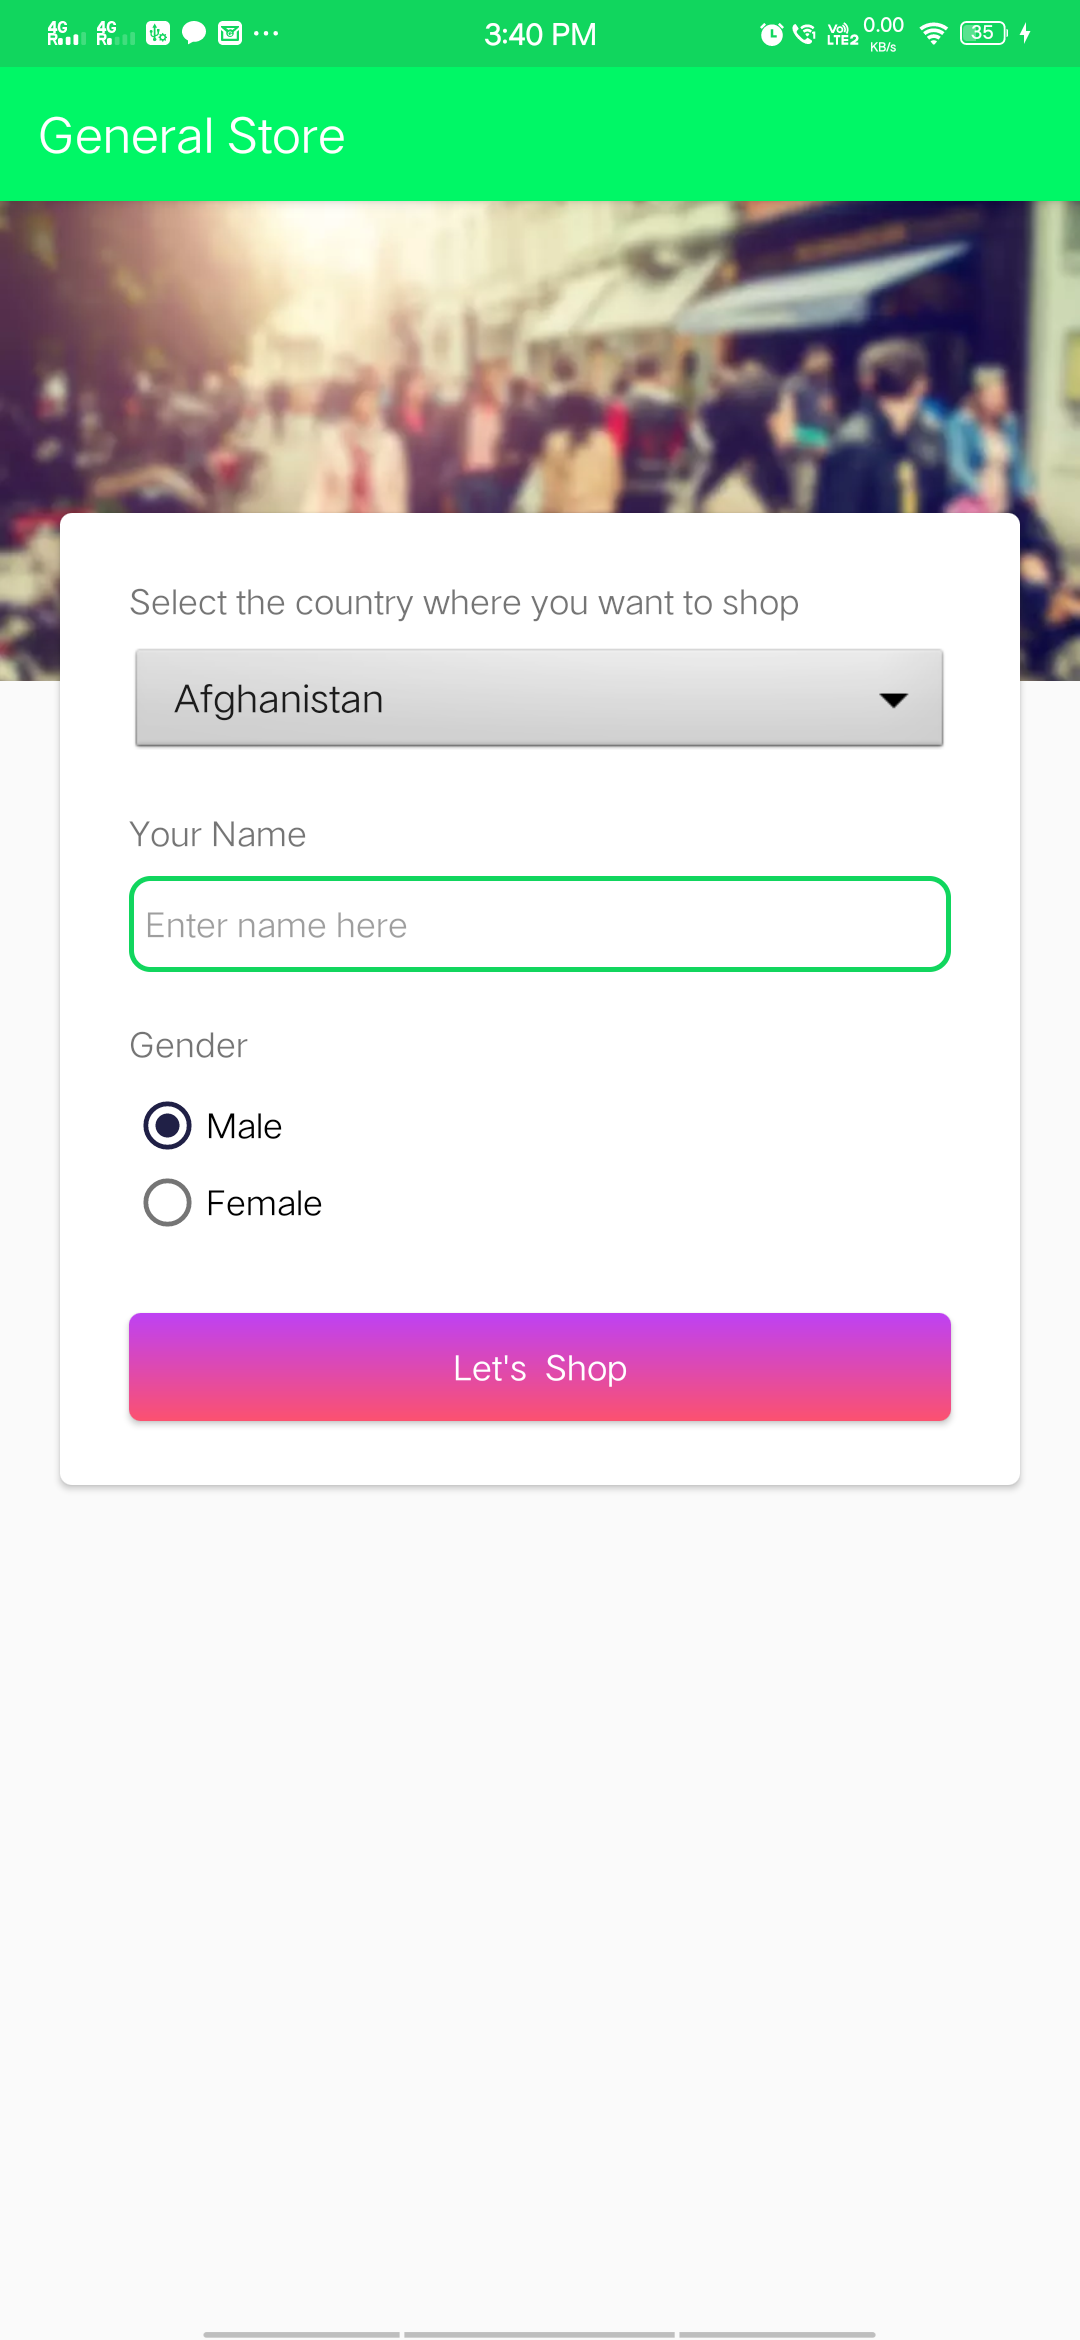 4G R 4G R 3:40 PM Vo) LTE2 0.00 KB/s 35
General Store
Select the country where you want to shop
Afghanistan
Your Name
Enter name here
Gender
Male
Female
Let's Shop